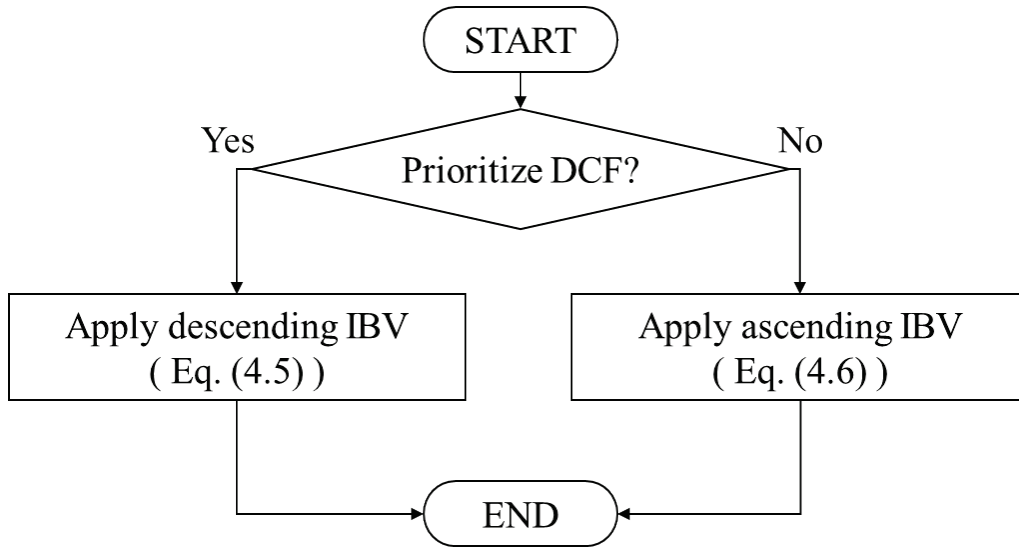 START
Yes
No
Prioritize DCF?
Apply descending IBV
( Eq. (4.5) )
Apply ascending IBV
( Eq. (4.6) )
END